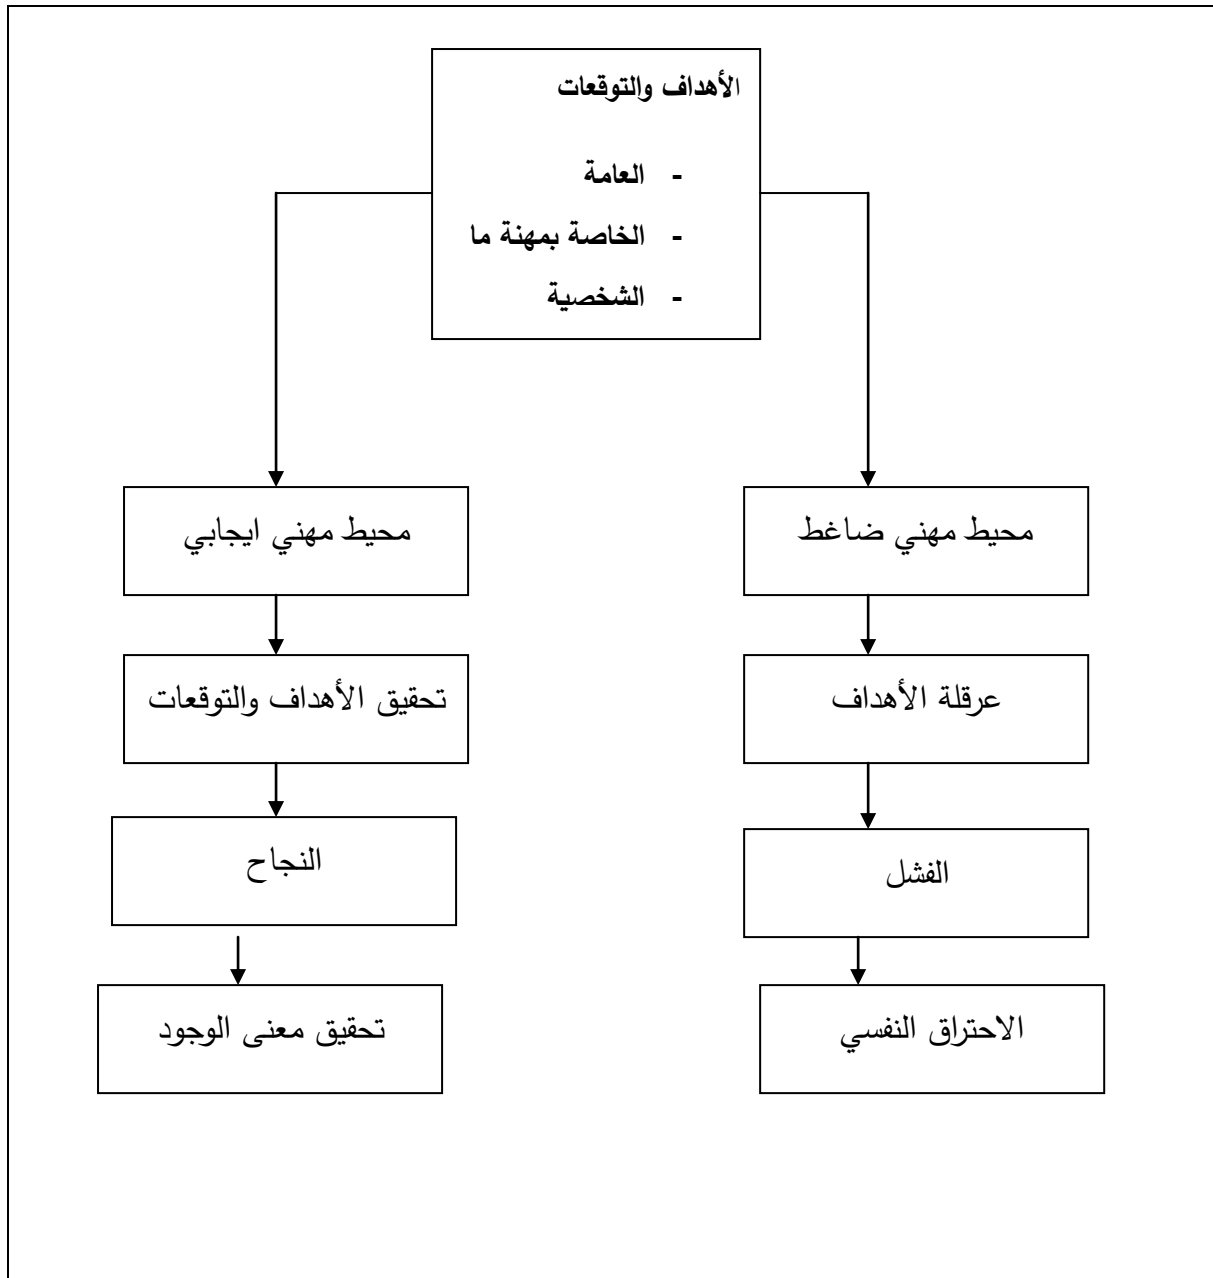 الأهداف والتوقعات
- العامة
- الخاصة بمهنة ما
- الشخصية
محيط مهني ضاغط
محيط مهني ايجابي
عرقلة الأهداف
تحقيق الأهداف والتوقعات
الفشل
النجاح
الاحتراق النفسي
تحقيق معنى الوجود